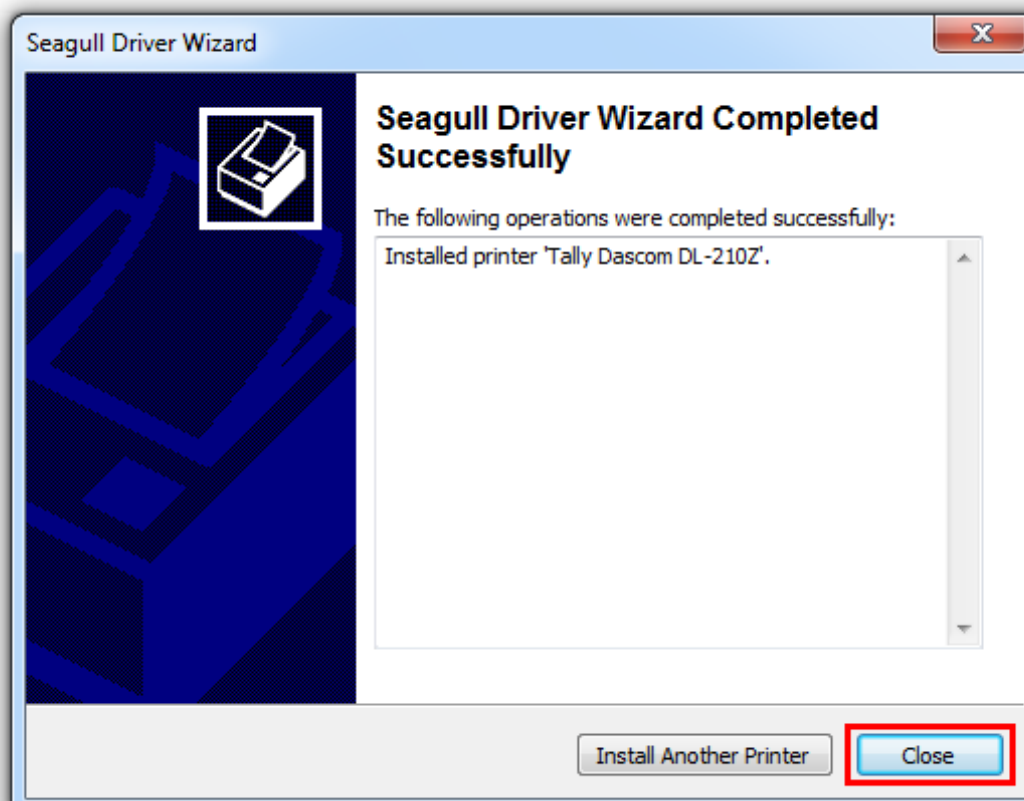 Seagull Driver Wizard
Seagull Driver Wizard Completed
Successfully
The following operations were completed successfully:
Installed printer 'Tally Dascom DL-210Z'.
Install Another Printer
Close